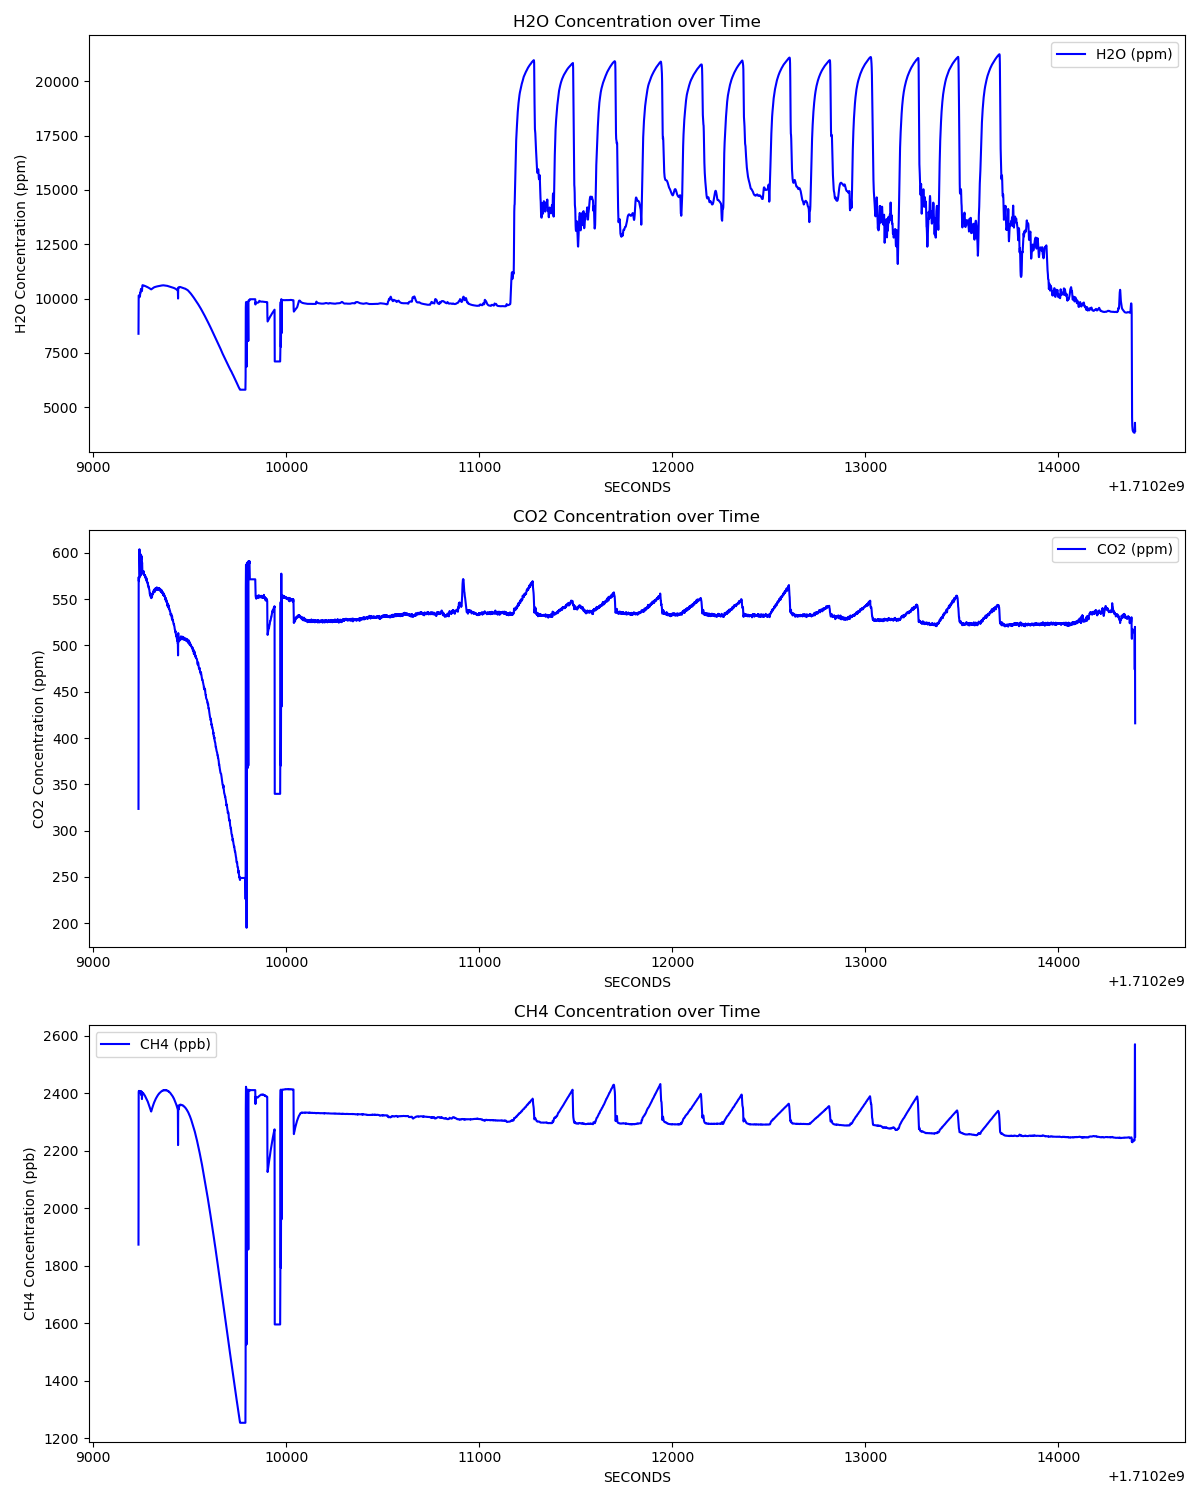 H2O Concentration over Time
H2O (ppm)
H2O Concentration (ppm)
20000
17500
15000
12500
10000
7500
5000
9000 10000 11000 12000 13000 14000
SECONDS
+1.7102e9
CO2 Concentration over Time
CO2 (ppm)
CO2 Concentration (ppm)
600
550
500
450
400
350
300
250
200
9000 10000 11000 12000 13000 14000
SECONDS
+1.7102e9
CH4 Concentration over Time
CH4 (ppb)
CH4 Concentration (ppb)
2600
2400
2200
2000
1800
1600
1400
1200
9000 10000 11000 12000 13000 14000
SECONDS
+1.7102e9